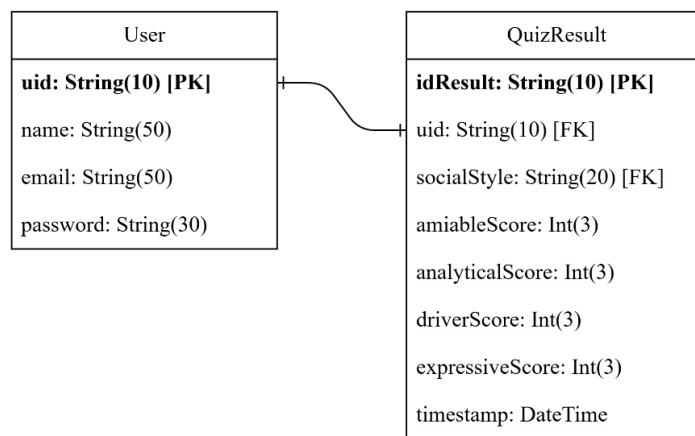 User
uid: String(10) [PK]
name: String(50)
email: String(50)
password: String(30)
QuizResult
idResult: String(10) [PK]
uid: String(10) [FK]
socialStyle: String(20) [FK]
amiableScore: Int(3)
analyticalScore: Int(3)
driverScore: Int(3)
expressiveScore: Int(3)
timestamp: DateTime